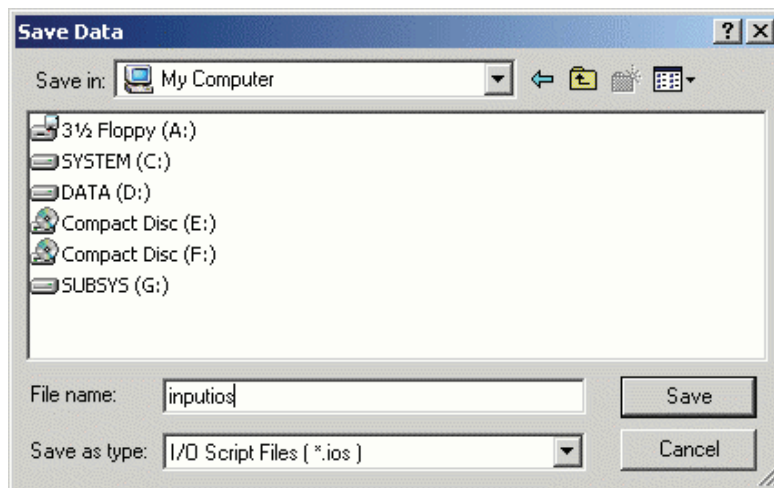 Save Data
Save in: My Computer
3½ Floppy (A:)
SYSTEM (C:)
DATA (D:)
Compact Disc (E:)
Compact Disc (F:)
SUBSYS (G:)
File name: inputios Save
Save as type: I/O Script Files ( *.ios ) Cancel